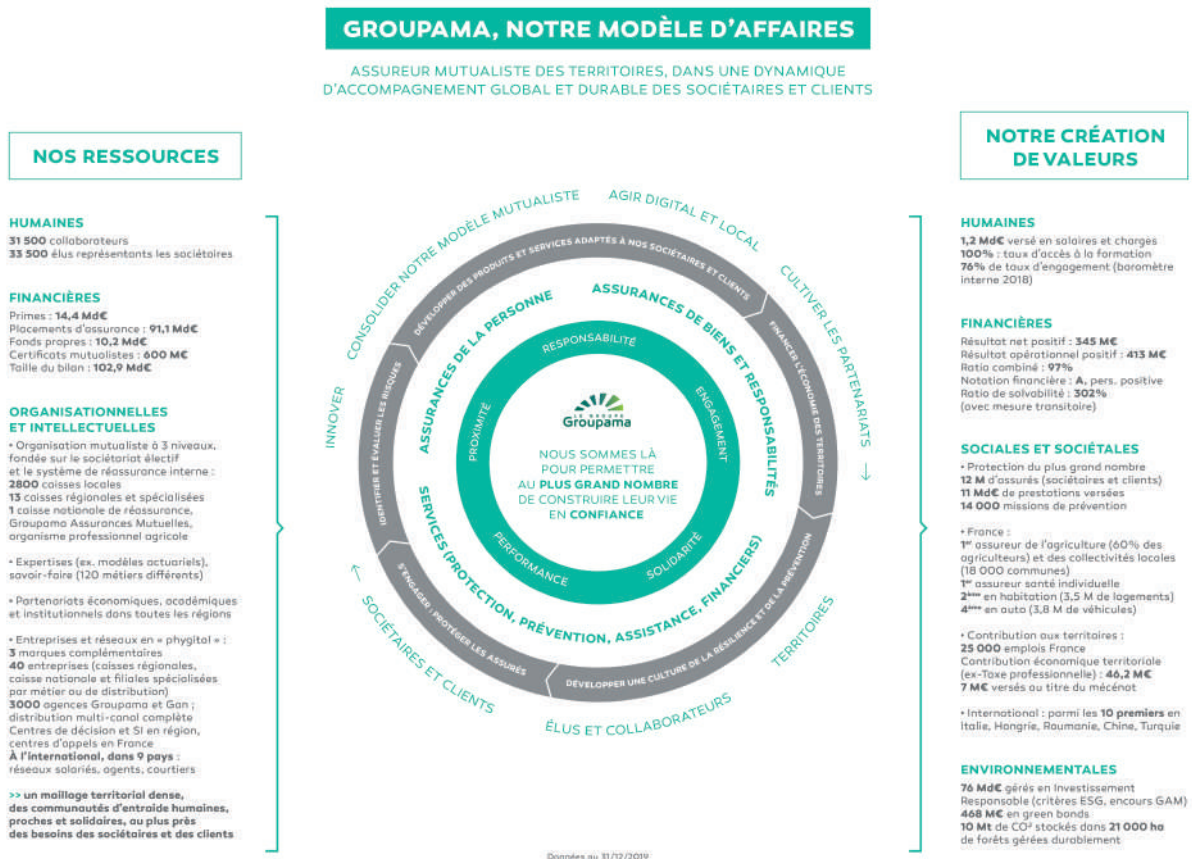 GROUPAMA, NOTRE MODÈLE D'AFFAIRES
ASSUREUR MUTUALISTE DES TERRITOIRES, DANS UNE DYNAMIQUE
D'ACCOMPAGNEMENT GLOBAL ET DURABLE DES SOCIÉTAIRES ET CLIENTS
NOS RESSOURCES
HUMAINES
31 500 collaborateurs
33 500 élus représentants les sociétaires
FINANCIÈRES
Primes : 14,4 Md€
Placements d'assurance : 91,1 Md€
Fonds propres : 10,2 Md€
Certificats mutualistes : 600 M€
Taille du bilan : 102,9 Md€
ORGANISATIONNELLES
ET INTELLECTUELLES
• Organisation mutualiste à 3 niveaux,
fondée sur le sociétariat électif
et le système de réassurance interne :
2800 caisses locales
13 caisses régionales et spécialisées
1 caisse nationale de réassurance,
Groupama Assurances Mutuelles,
organisme professionnel agricole
• Expertises (ex. modèles actuariels),
savoir-faire (120 métiers différents)
• Partenariats économiques, académiques
et institutionnels dans toutes les régions
• Entreprises et réseaux en « phygital » :
3 marques complémentaires
40 entreprises (caisses régionales,
caisse nationale et filiales spécialisées
par métier ou de distribution)
3000 agences Groupama et Gan ;
distribution multi-canal complète
Centres de décision et SI en région,
centres d'appels en France
À l'international, dans 9 pays :
réseaux salariés, agents, courtiers
>> un maillage territorial dense,
des communautés d'entraide humaines,
proches et solidaires, au plus près
des besoins des sociétaires et des clients
INNOVER
CONSOLIDER NOTRE MODÈLE MUTUALISTE
AGIR DIGITAL ET LOCAL
CULTIVER LES PARTENARIATS →
TERRITOIRES
ÉLUS ET COLLABORATEURS
SOCIÉTAIRES ET CLIENTS →
IDENTIFIER ET ÉVALUER LES RISQUES
DÉVELOPPER DES PRODUITS ET SERVICES ADAPTÉS À NOS SOCIÉTAIRES ET CLIENTS
FINANCER L'ÉCONOMIE DES TERRITOIRES
DÉVELOPPER UNE CULTURE DE LA RÉSILIENCE ET DE LA PRÉVENTION
S'ENGAGER : PROTÉGER LES ASSURÉS
ASSURANCES DE LA PERSONNE
ASSURANCES DE BIENS ET RESPONSABILITÉS
SERVICES (PROTECTION, PRÉVENTION, ASSISTANCE, FINANCIERS)
PROXIMITÉ
RESPONSABILITÉ
ENGAGEMENT
SOLIDARITÉ
PERFORMANCE
LE GROUPE
Groupama
NOUS SOMMES LÀ
POUR PERMETTRE
AU PLUS GRAND NOMBRE
DE CONSTRUIRE LEUR VIE
EN CONFIANCE
NOTRE CRÉATION
DE VALEURS
HUMAINES
1,2 Md€ versé en salaires et charges
100% : taux d'accès à la formation
76% de taux d'engagement (baromètre
interne 2018)
FINANCIÈRES
Résultat net positif : 345 M€
Résultat opérationnel positif : 413 M€
Ratio combiné : 97%
Notation financière : A, pers. positive
Ratio de solvabilité : 302%
(avec mesure transitoire)
SOCIALES ET SOCIÉTALES
• Protection du plus grand nombre
12 M d'assurés (sociétaires et clients)
11 Md€ de prestations versées
14 000 missions de prévention
• France :
1er assureur de l'agriculture (60% des
agriculteurs) et des collectivités locales
(18 000 communes)
1er assureur santé individuelle
2ème en habitation (3,5 M de logements)
4ème en auto (3,8 M de véhicules)
• Contribution aux territoires :
25 000 emplois France
Contribution économique territoriale
(ex-Taxe professionnelle) : 46,2 M€
7 M€ versés au titre du mécénat
• International : parmi les 10 premiers en
Italie, Hongrie, Roumanie, Chine, Turquie
ENVIRONNEMENTALES
76 Md€ gérés en Investissement
Responsable (critères ESG, encours GAM)
468 M€ en green bonds
10 Mt de CO² stockés dans 21 000 ha
de forêts gérées durablement
Données au 31/12/2019